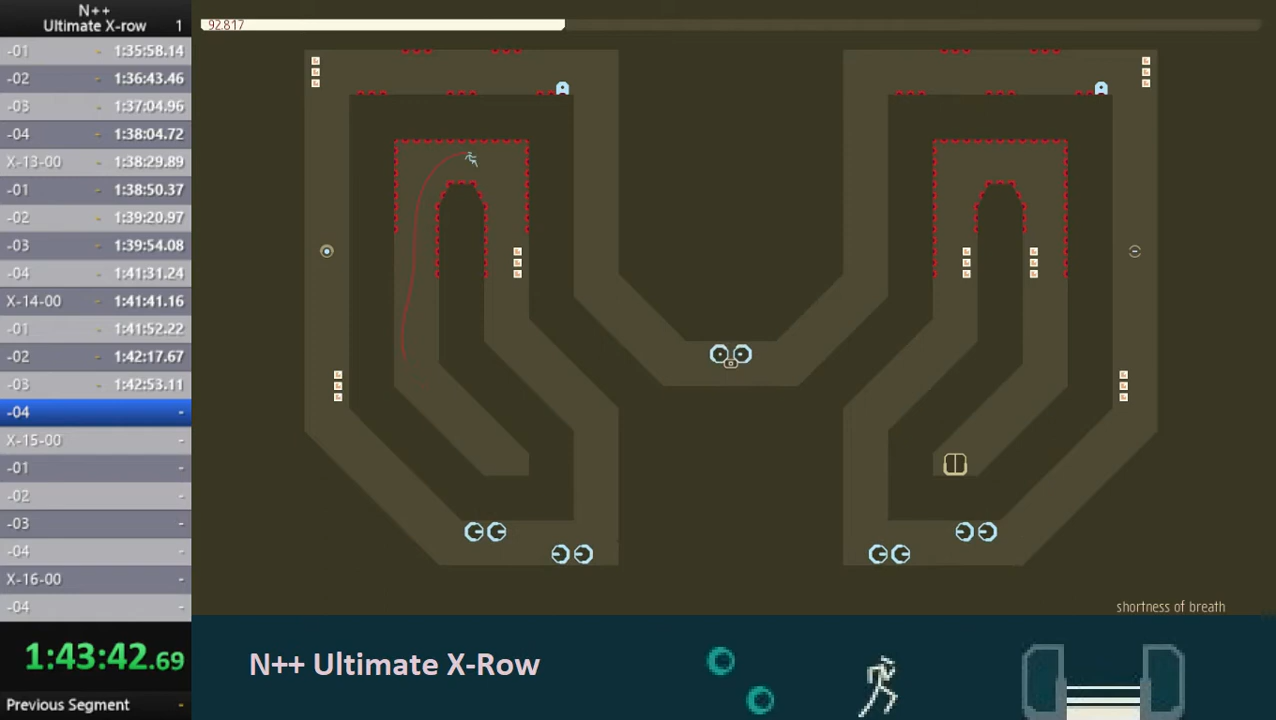 N++
Ultimate X-row 1
-01 - 1:35:58.14
-02 - 1:36:43.46
-03 - 1:37:04.96
-04 - 1:38:04.72
X-13-00 - 1:38:29.89
-01 - 1:38:50.37
-02 - 1:39:20.97
-03 - 1:39:54.08
-04 - 1:41:31.24
X-14-00 - 1:41:41.16
-01 - 1:41:52.22
-02 - 1:42:17.67
-03 - 1:42:53.11
-04 -
X-15-00 -
-01 -
-02 -
-03 -
-04 -
X-16-00 -
-04 -
1:43:42.69
Previous Segment -
92.817
shortness of breath
N++ Ultimate X-Row